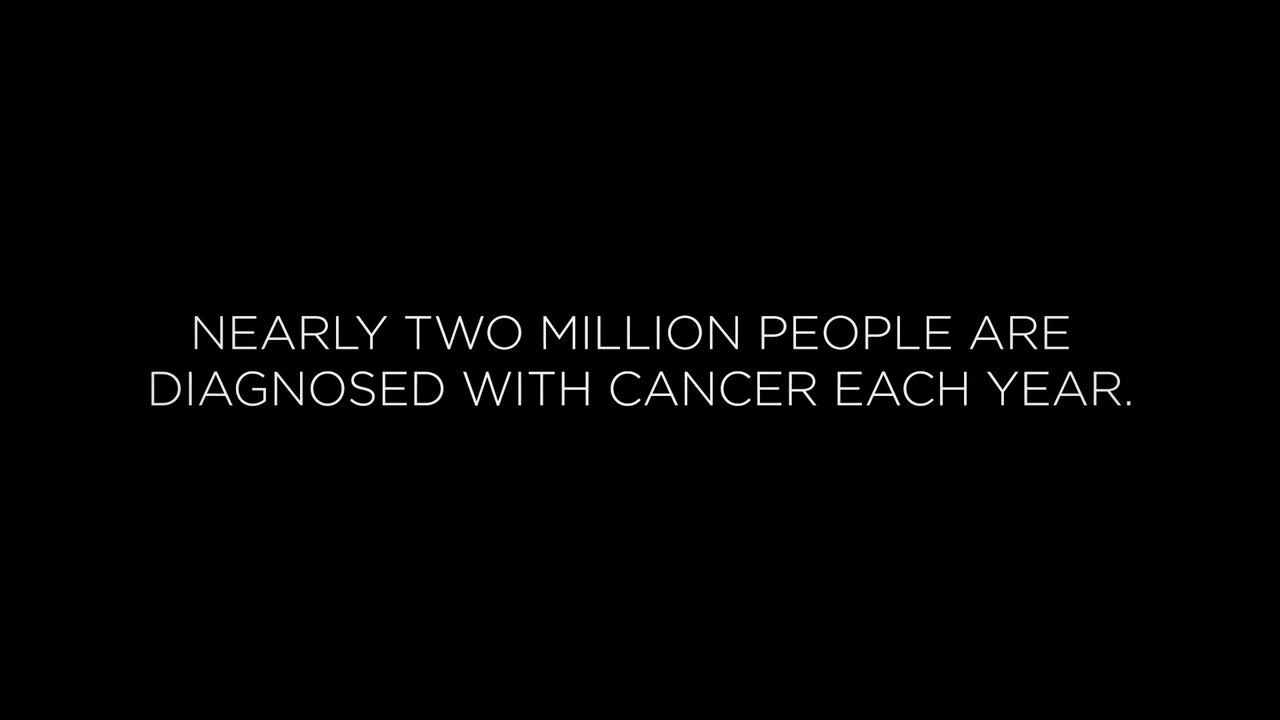 NEARLY TWO MILLION PEOPLE ARE
DIAGNOSED WITH CANCER EACH YEAR.